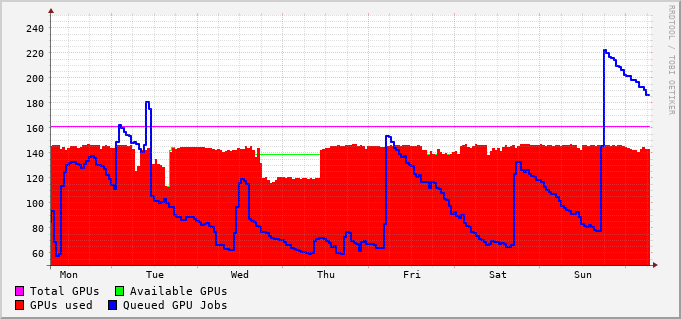 RRDTOOL / TOBI OETIKER
240
220
200
180
160
140
120
100
80
60
Mon Tue Wed Thu Fri Sat Sun
Total GPUs Available GPUs
GPUs used Queued GPU Jobs